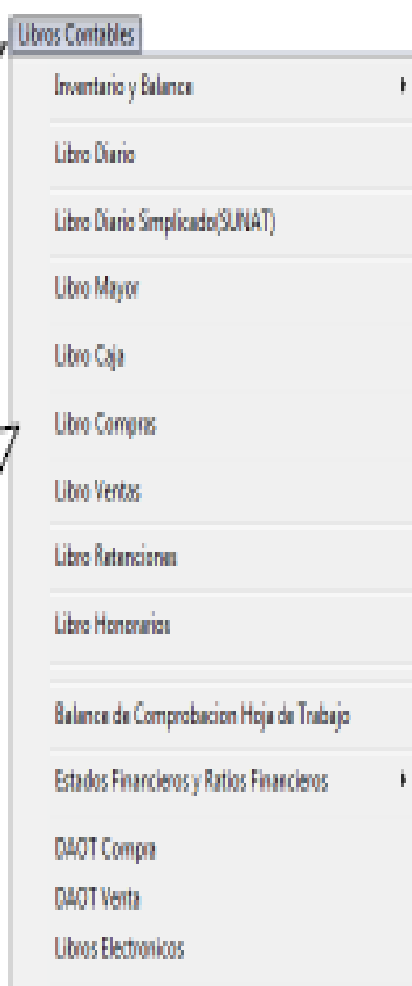 Libros Contables
Inventario y Balance
Libro Diario
Libro Diario Simplicado(SUNAT)
Libro Mayor
Libro Caja
Libro Compras
Libro Ventas
Libro Retenciones
Libro Honorarios
Balance de Comprobacion Hoja de Trabajo
Estados Financieros y Ratios Financieros
DAOT Compra
DAOT Venta
Libros Electronicos